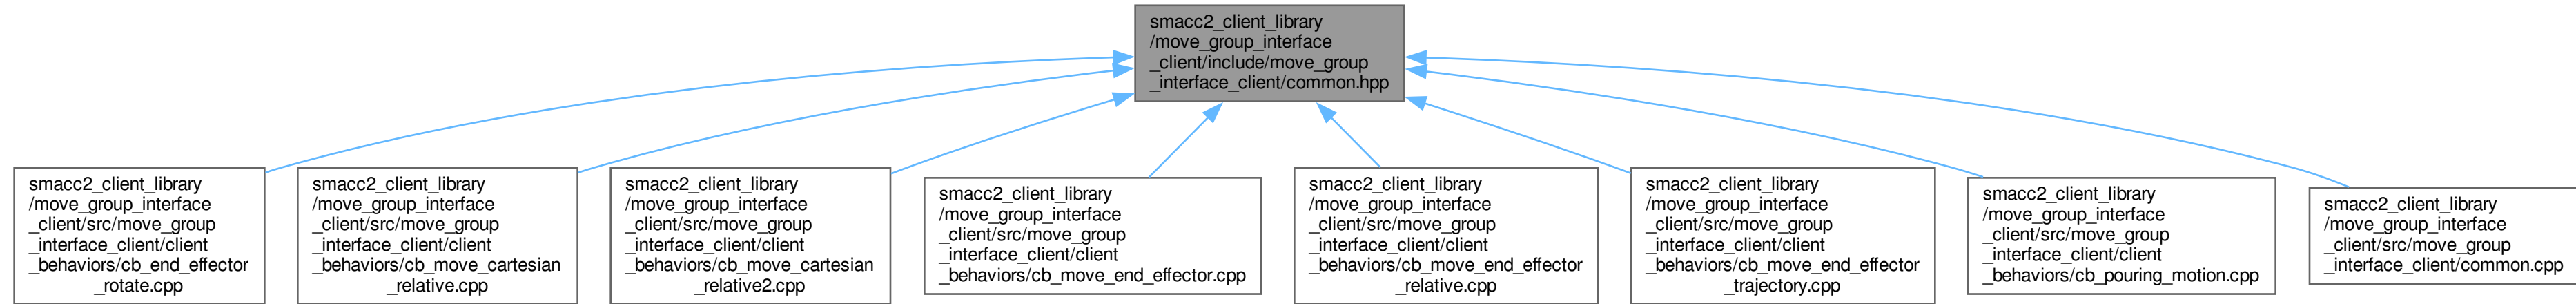 smacc2_client_library
/move_group_interface
_client/include/move_group
_interface_client/common.hpp
smacc2_client_library
/move_group_interface
_client/src/move_group
_interface_client/client
_behaviors/cb_end_effector
_rotate.cpp
smacc2_client_library
/move_group_interface
_client/src/move_group
_interface_client/client
_behaviors/cb_move_cartesian
_relative.cpp
smacc2_client_library
/move_group_interface
_client/src/move_group
_interface_client/client
_behaviors/cb_move_cartesian
_relative2.cpp
smacc2_client_library
/move_group_interface
_client/src/move_group
_interface_client/client
_behaviors/cb_move_end_effector.cpp
smacc2_client_library
/move_group_interface
_client/src/move_group
_interface_client/client
_behaviors/cb_move_end_effector
_relative.cpp
smacc2_client_library
/move_group_interface
_client/src/move_group
_interface_client/client
_behaviors/cb_move_end_effector
_trajectory.cpp
smacc2_client_library
/move_group_interface
_client/src/move_group
_interface_client/client
_behaviors/cb_pouring_motion.cpp
smacc2_client_library
/move_group_interface
_client/src/move_group
_interface_client/common.cpp